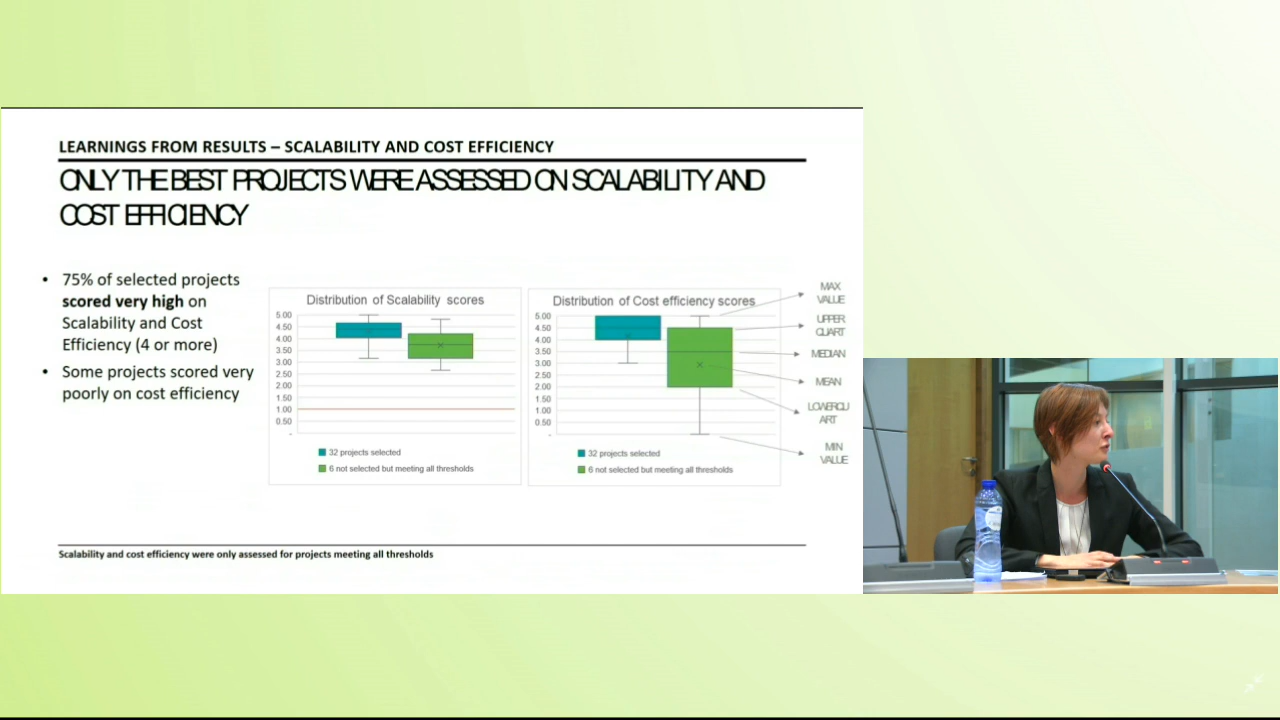 LEARNINGS FROM RESULTS – SCALABILITY AND COST EFFICIENCY
ONLY THE BEST PROJECTS WERE ASSESSED ON SCALABILITY AND
COST EFFICIENCY
• 75% of selected projects
scored very high on
Scalability and Cost
Efficiency (4 or more)
• Some projects scored very
poorly on cost efficiency
Distribution of Scalability scores
5.00
4.50
4.00
3.50
3.00
2.50
2.00
1.50
1.00
0.50
-
32 projects selected
6 not selected but meeting all thresholds
Distribution of Cost efficiency scores
5.00
4.50
4.00
3.50
3.00
2.50
2.00
1.50
1.00
0.50
-
32 projects selected
6 not selected but meeting all thresholds
MAX
VALUE
UPPER
QUART
MEDIAN
MEAN
LOWERQU
ART
MIN
VALUE
Scalability and cost efficiency were only assessed for projects meeting all thresholds